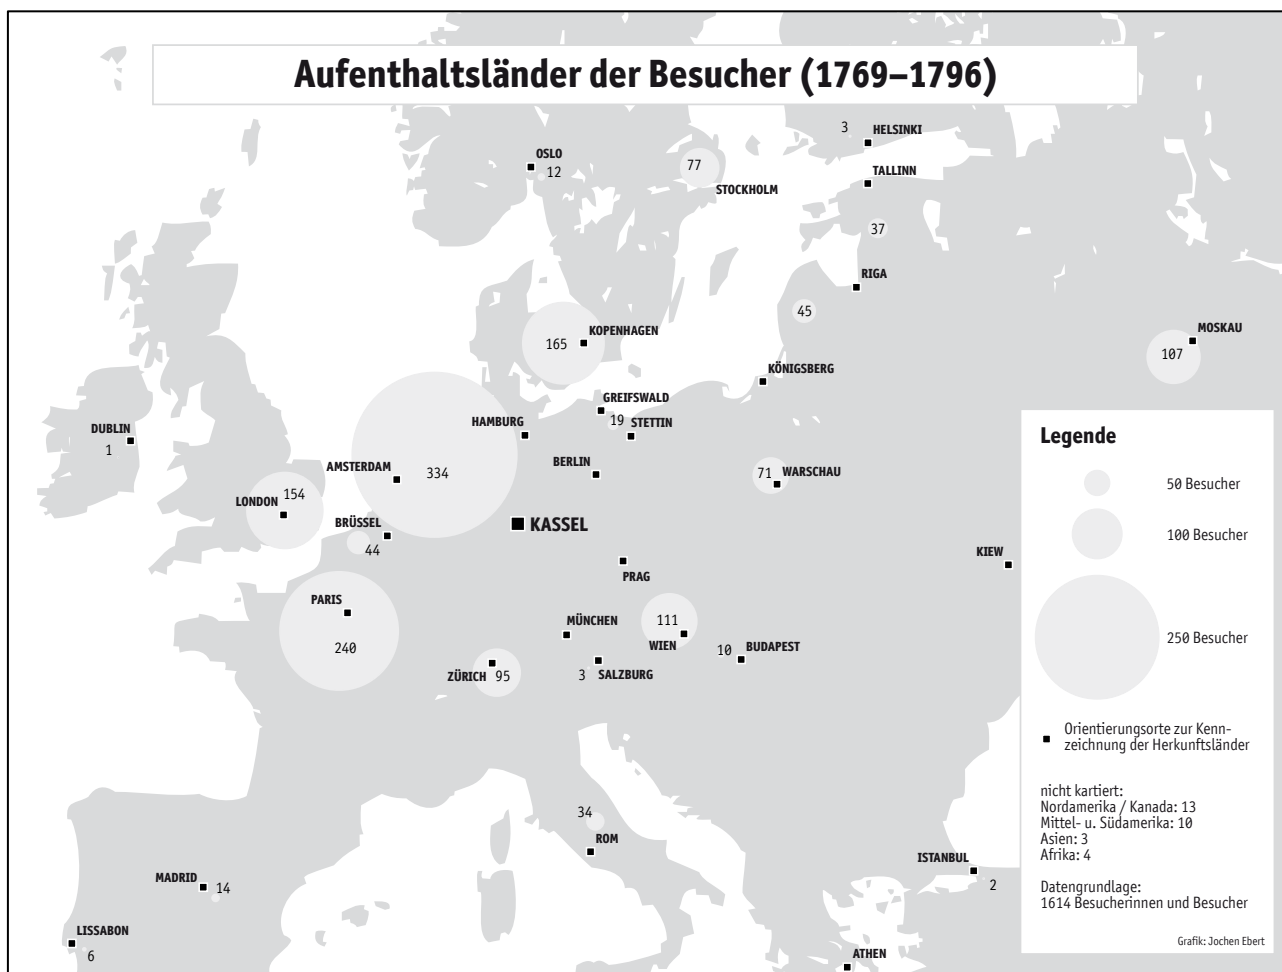 Aufenthaltsländer der Besucher (1769–1796)
3
HELSINKI
OSLO
12
77
STOCKHOLM
TALLINN
37
RIGA
45
KOPENHAGEN
165
MOSKAU
107
KÖNIGSBERG
GREIFSWALD
19
STETTIN
HAMBURG
DUBLIN
1
BERLIN
AMSTERDAM
334
71
WARSCHAU
154
LONDON
BRÜSSEL
44
KASSEL
KIEW
PRAG
PARIS
240
MÜNCHEN
111
WIEN
10
BUDAPEST
ZÜRICH
95
3
SALZBURG
34
ROM
ISTANBUL
2
MADRID
14
LISSABON
6
ATHEN
Legende
50 Besucher
100 Besucher
250 Besucher
Orientierungsorte zur Kenn-
zeichnung der Herkunftsländer
nicht kartiert:
Nordamerika / Kanada: 13
Mittel- u. Südamerika: 10
Asien: 3
Afrika: 4
Datengrundlage:
1614 Besucherinnen und Besucher
Grafik: Jochen Ebert